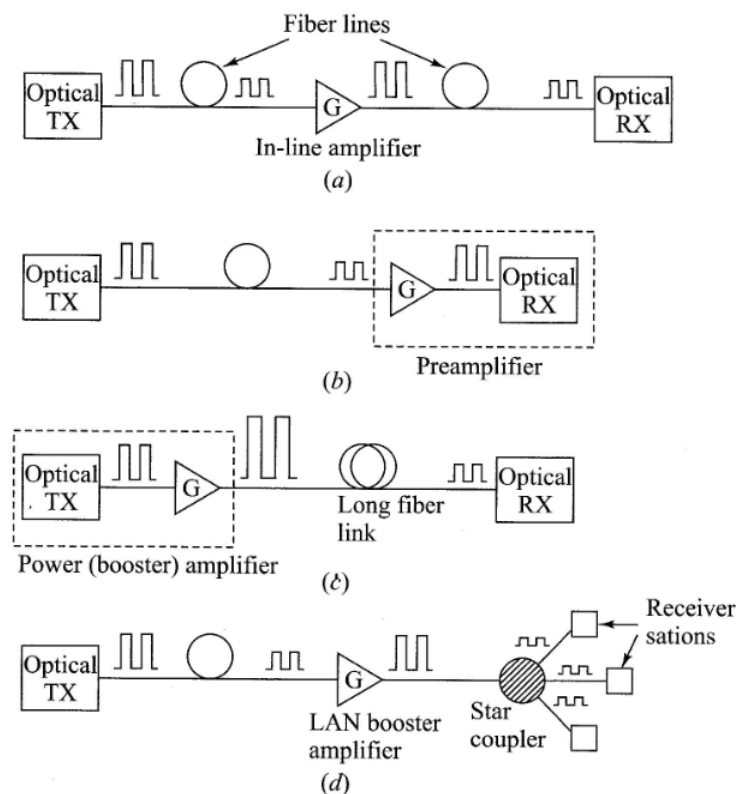 Fiber lines
Optical
TX
G
In-line amplifier
Optical
RX
(a)
Optical
TX
G
Optical
RX
Preamplifier
(b)
Optical
TX
G
Long fiber
link
Optical
RX
Power (booster) amplifier
(c)
Optical
TX
G
LAN booster
amplifier
Star
coupler
Receiver
sations
(d)